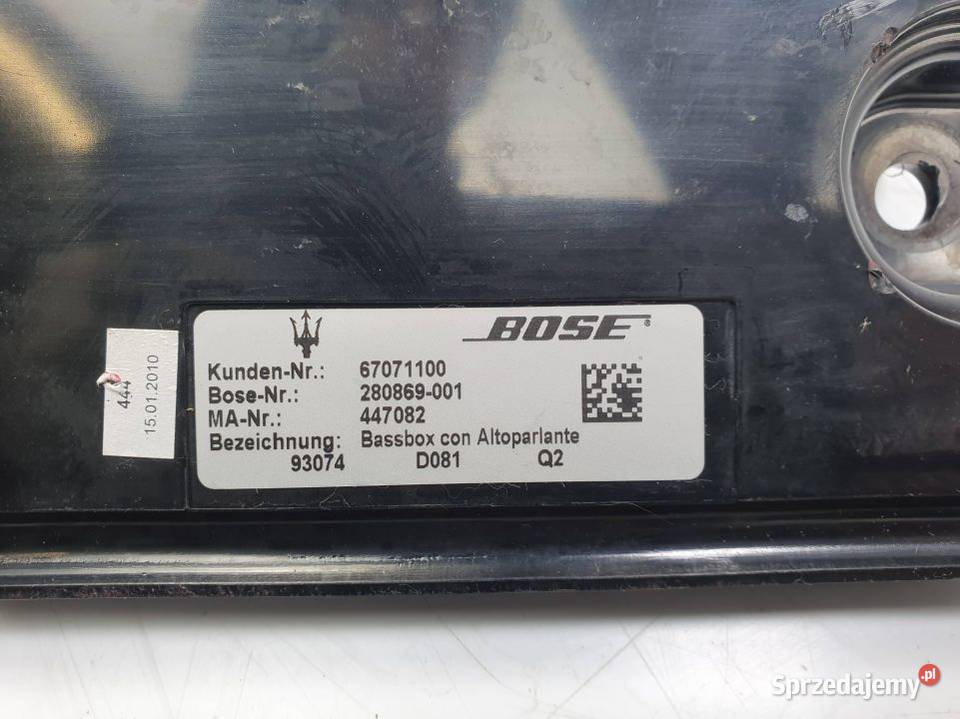 BOSE®
Kunden-Nr.: 67071100
Bose-Nr.: 280869-001
MA-Nr.: 447082
Bezeichnung: Bassbox con Altoparlante
93074 D081 Q2
444
15.01.2010
Sprzedajemy.pl